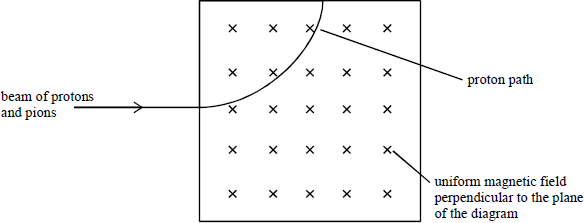 proton path
beam of protons
and pions
uniform magnetic field
perpendicular to the plane
of the diagram